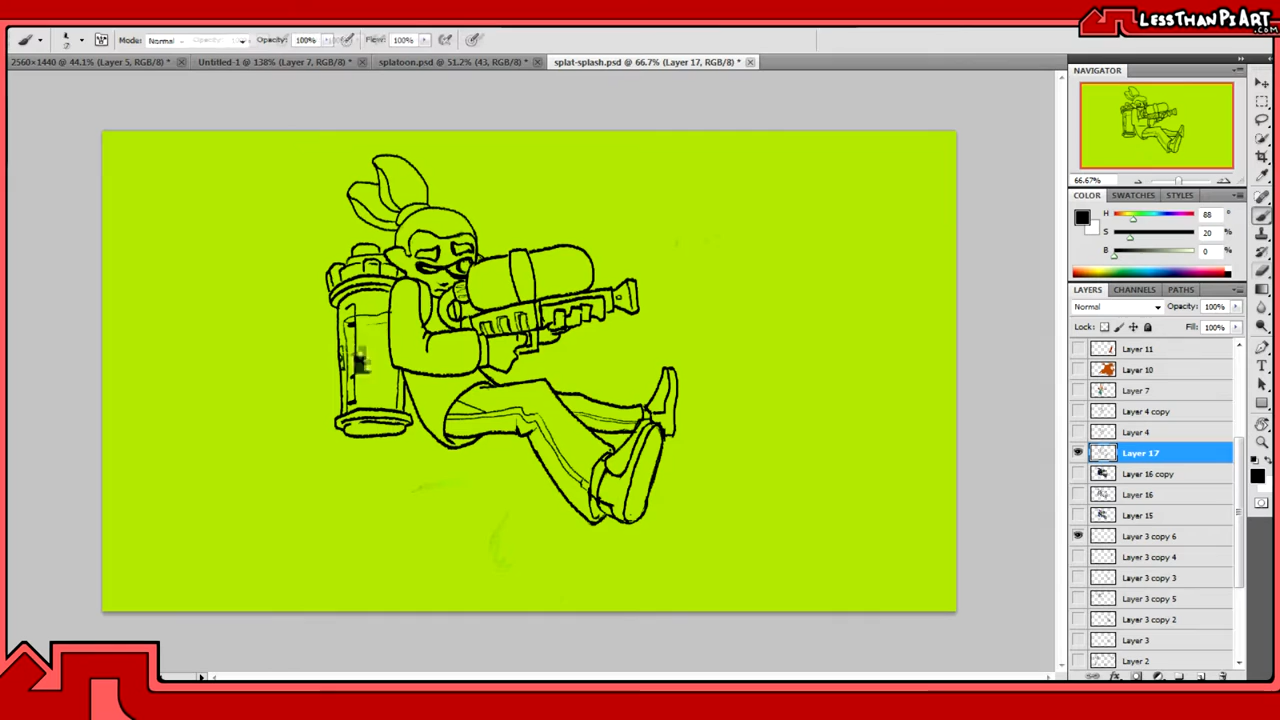 LESSTHANPIART
.COM
Mode: Normal Opacity: Opacity: 100% Flow: 100%
2560×1440 @ 44.1% (Layer 5, RGB/8) * Untitled-1 @ 138% (Layer 7, RGB/8) * splatoon.psd @ 51.2% (43, RGB/8) * splat-splash.psd @ 66.7% (Layer 17, RGB/8) *
NAVIGATOR
66.67%
COLOR SWATCHES STYLES
H 88 °
S 20 %
B 0 %
LAYERS CHANNELS PATHS
Normal Opacity: 100%
Lock: Fill: 100%
Layer 11
Layer 10
Layer 7
Layer 4 copy
Layer 4
Layer 17
Layer 16 copy
Layer 16
Layer 15
Layer 3 copy 6
Layer 3 copy 4
Layer 3 copy 3
Layer 3 copy 5
Layer 3 copy 2
Layer 3
Layer 2